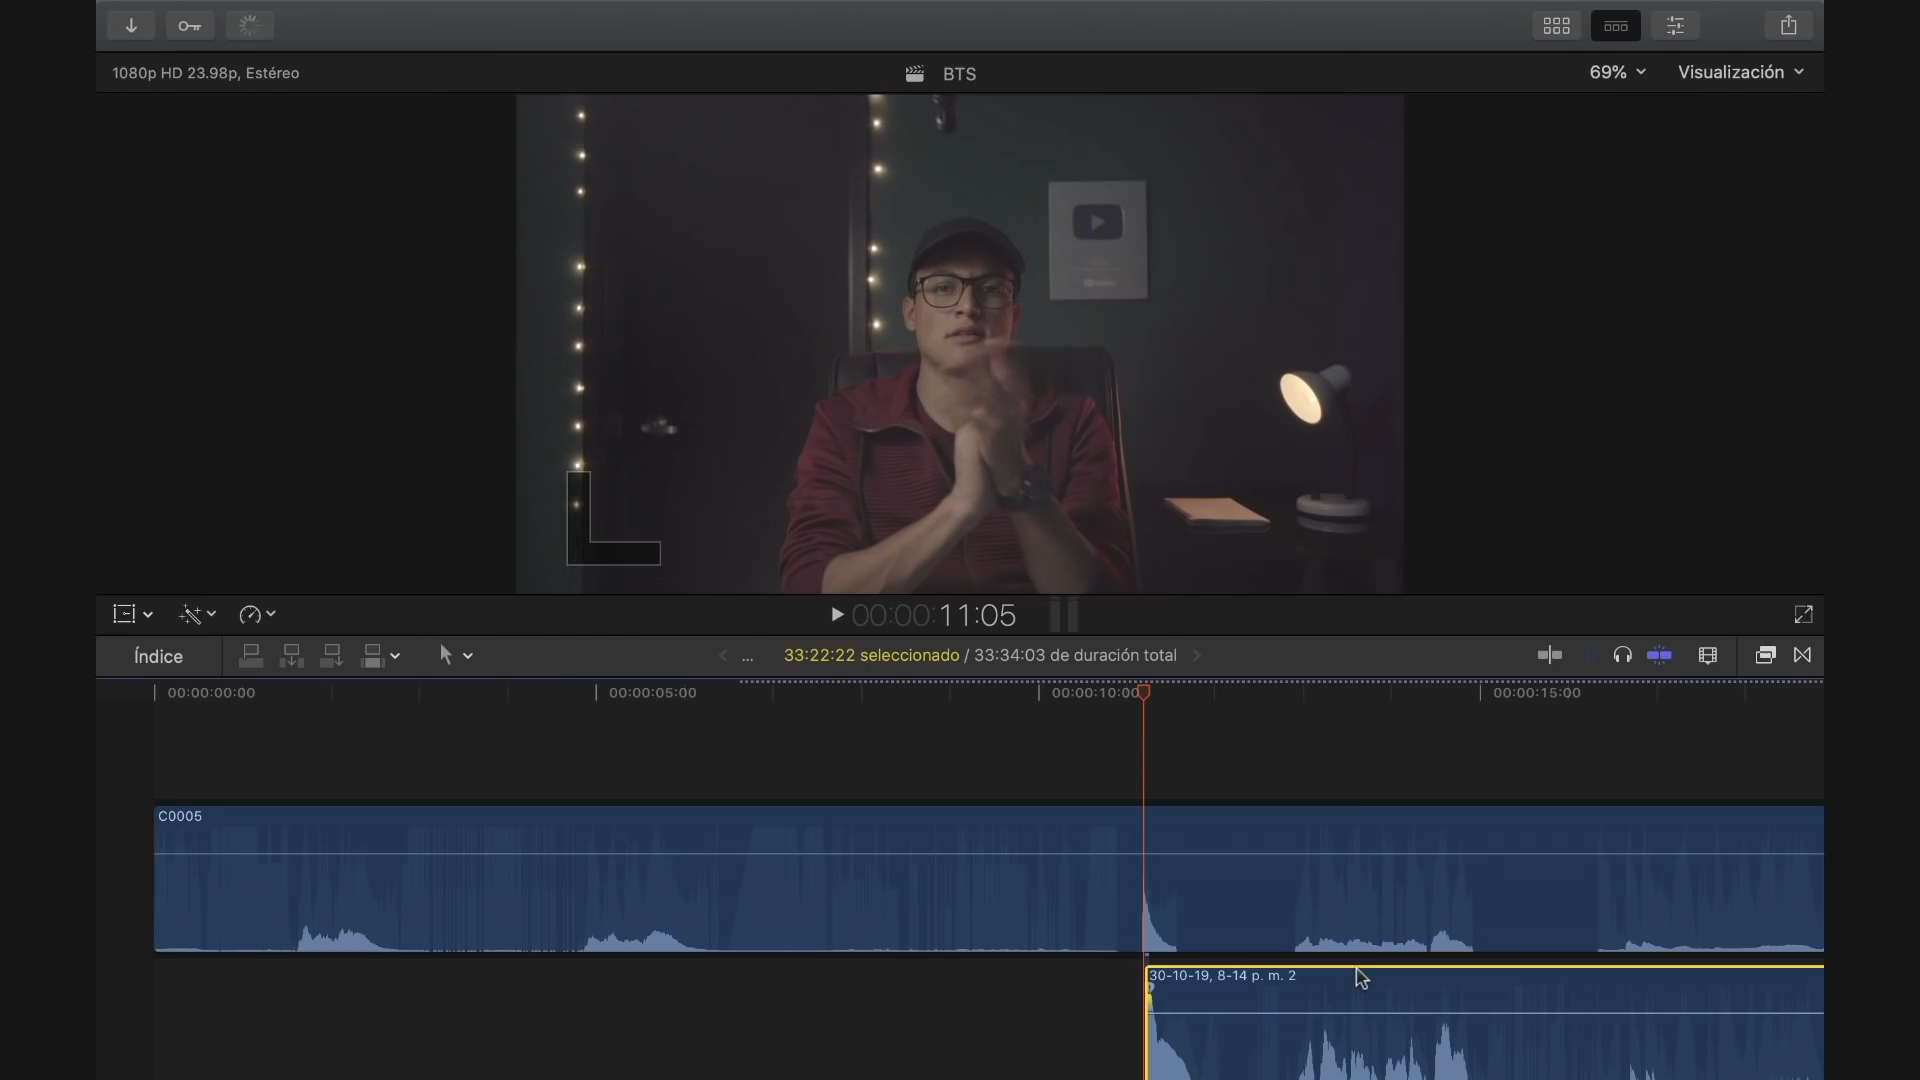 1080p HD 23.98p, Estéreo
BTS
69%
Visualización
00:00:11:05
Índice
... 33:22:22 seleccionado / 33:34:03 de duración total
00:00:00:00
00:00:05:00
00:00:10:00
00:00:15:00
C0005
30-10-19, 8-14 p. m. 2